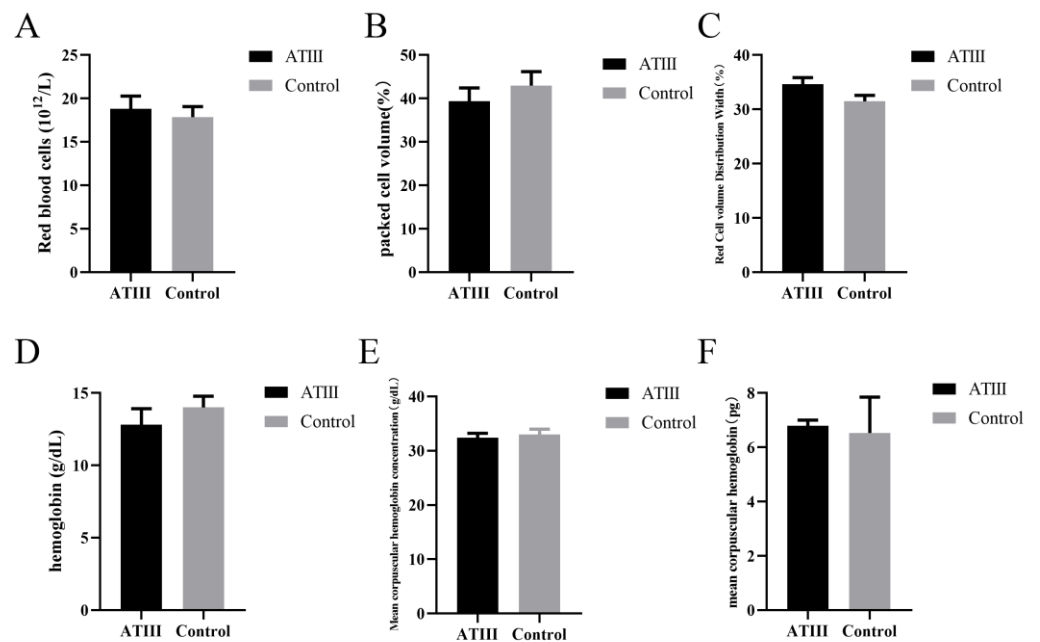 A
Red blood cells (10¹²/L)
25
20
15
10
5
0
ATIII Control
ATIII
Control
B
packed cell volume(%)
50
40
30
20
10
0
ATIII Control
ATIII
Control
C
Red Cell volume Distribution Width(%)
40
30
20
10
0
ATIII Control
ATIII
Control
D
hemoglobin (g/dL)
15
10
5
0
ATIII Control
ATIII
Control
E
Mean corpuscular hemoglobin concentration(g/dL)
40
30
20
10
0
ATIII Control
ATIII
Control
F
mean corpuscular hemoglobin(pg)
8
6
4
2
0
ATIII Control
ATIII
Control